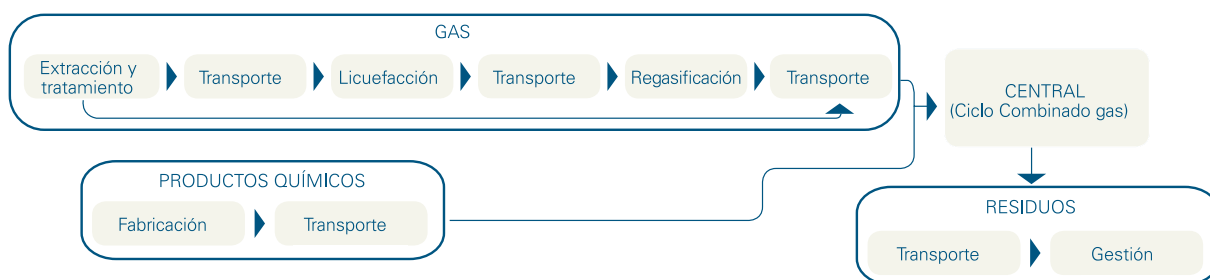 GAS
Extracción y
tratamiento
Transporte
Licuefacción
Transporte
Regasificación
Transporte
CENTRAL
(Ciclo Combinado gas)
PRODUCTOS QUÍMICOS
Fabricación
Transporte
RESIDUOS
Transporte
Gestión